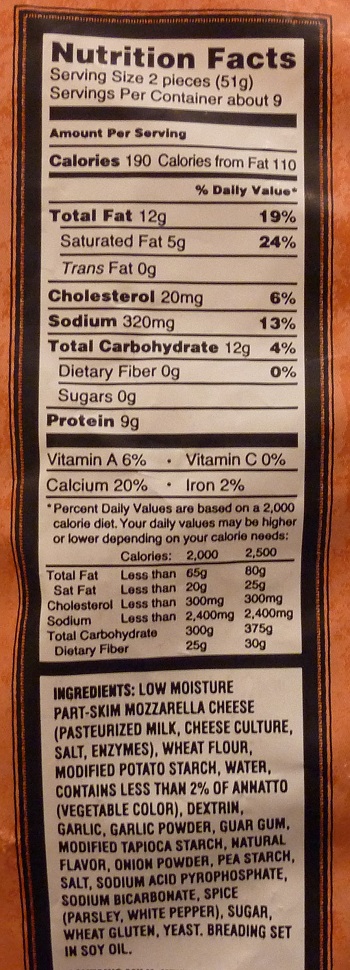 Nutrition Facts
Serving Size 2 pieces (51g)
Servings Per Container about 9
Amount Per Serving
Calories 190 Calories from Fat 110
% Daily Value*
Total Fat 12g 19%
Saturated Fat 5g 24%
Trans Fat 0g
Cholesterol 20mg 6%
Sodium 320mg 13%
Total Carbohydrate 12g 4%
Dietary Fiber 0g 0%
Sugars 0g
Protein 9g
Vitamin A 6% • Vitamin C 0%
Calcium 20% • Iron 2%
*Percent Daily Values are based on a 2,000
calorie diet. Your daily values may be higher
or lower depending on your calorie needs:
Calories: 2,000 2,500
Total Fat Less than 65g 80g
Sat Fat Less than 20g 25g
Cholesterol Less than 300mg 300mg
Sodium Less than 2,400mg 2,400mg
Total Carbohydrate 300g 375g
Dietary Fiber 25g 30g
INGREDIENTS: LOW MOISTURE
PART-SKIM MOZZARELLA CHEESE
(PASTEURIZED MILK, CHEESE CULTURE,
SALT, ENZYMES), WHEAT FLOUR,
MODIFIED POTATO STARCH, WATER,
CONTAINS LESS THAN 2% OF ANNATTO
(VEGETABLE COLOR), DEXTRIN,
GARLIC, GARLIC POWDER, GUAR GUM,
MODIFIED TAPIOCA STARCH, NATURAL
FLAVOR, ONION POWDER, PEA STARCH,
SALT, SODIUM ACID PYROPHOSPHATE,
SODIUM BICARBONATE, SPICE
(PARSLEY, WHITE PEPPER), SUGAR,
WHEAT GLUTEN, YEAST. BREADING SET
IN SOY OIL.